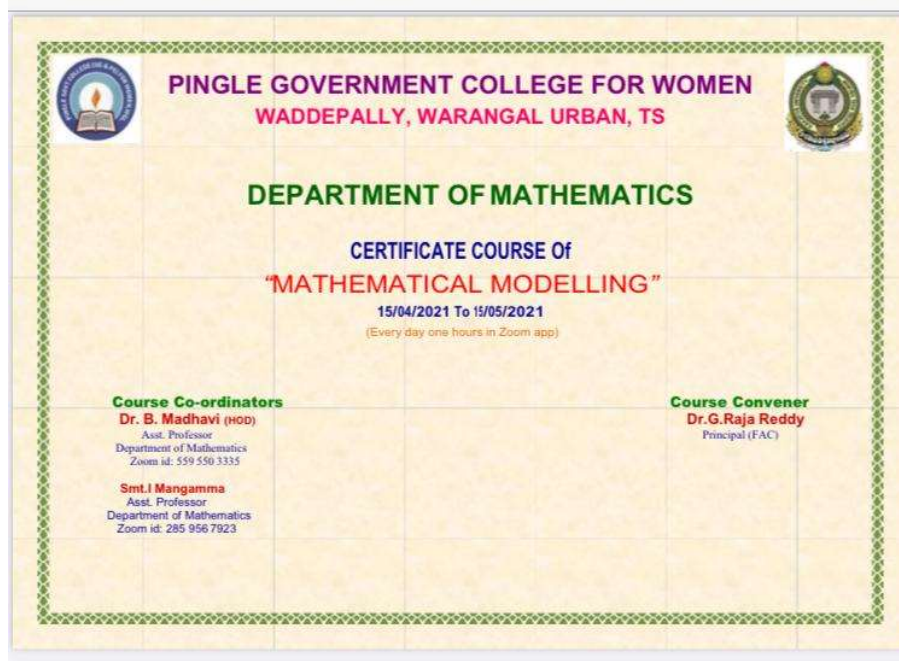 PINGLE GOVERNMENT COLLEGE FOR WOMEN
WADDEPALLY, WARANGAL URBAN, TS
DEPARTMENT OF MATHEMATICS
CERTIFICATE COURSE Of
“MATHEMATICAL MODELLING”
15/04/2021 To 15/05/2021
(Every day one hours in Zoom app)
Course Co-ordinators
Dr. B. Madhavi (HOD)
Asst. Professor
Department of Mathematics
Zoom id: 559 550 3335
Smt.I Mangamma
Asst. Professor
Department of Mathematics
Zoom id: 285 956 7923
Course Convener
Dr.G.Raja Reddy
Principal (FAC)